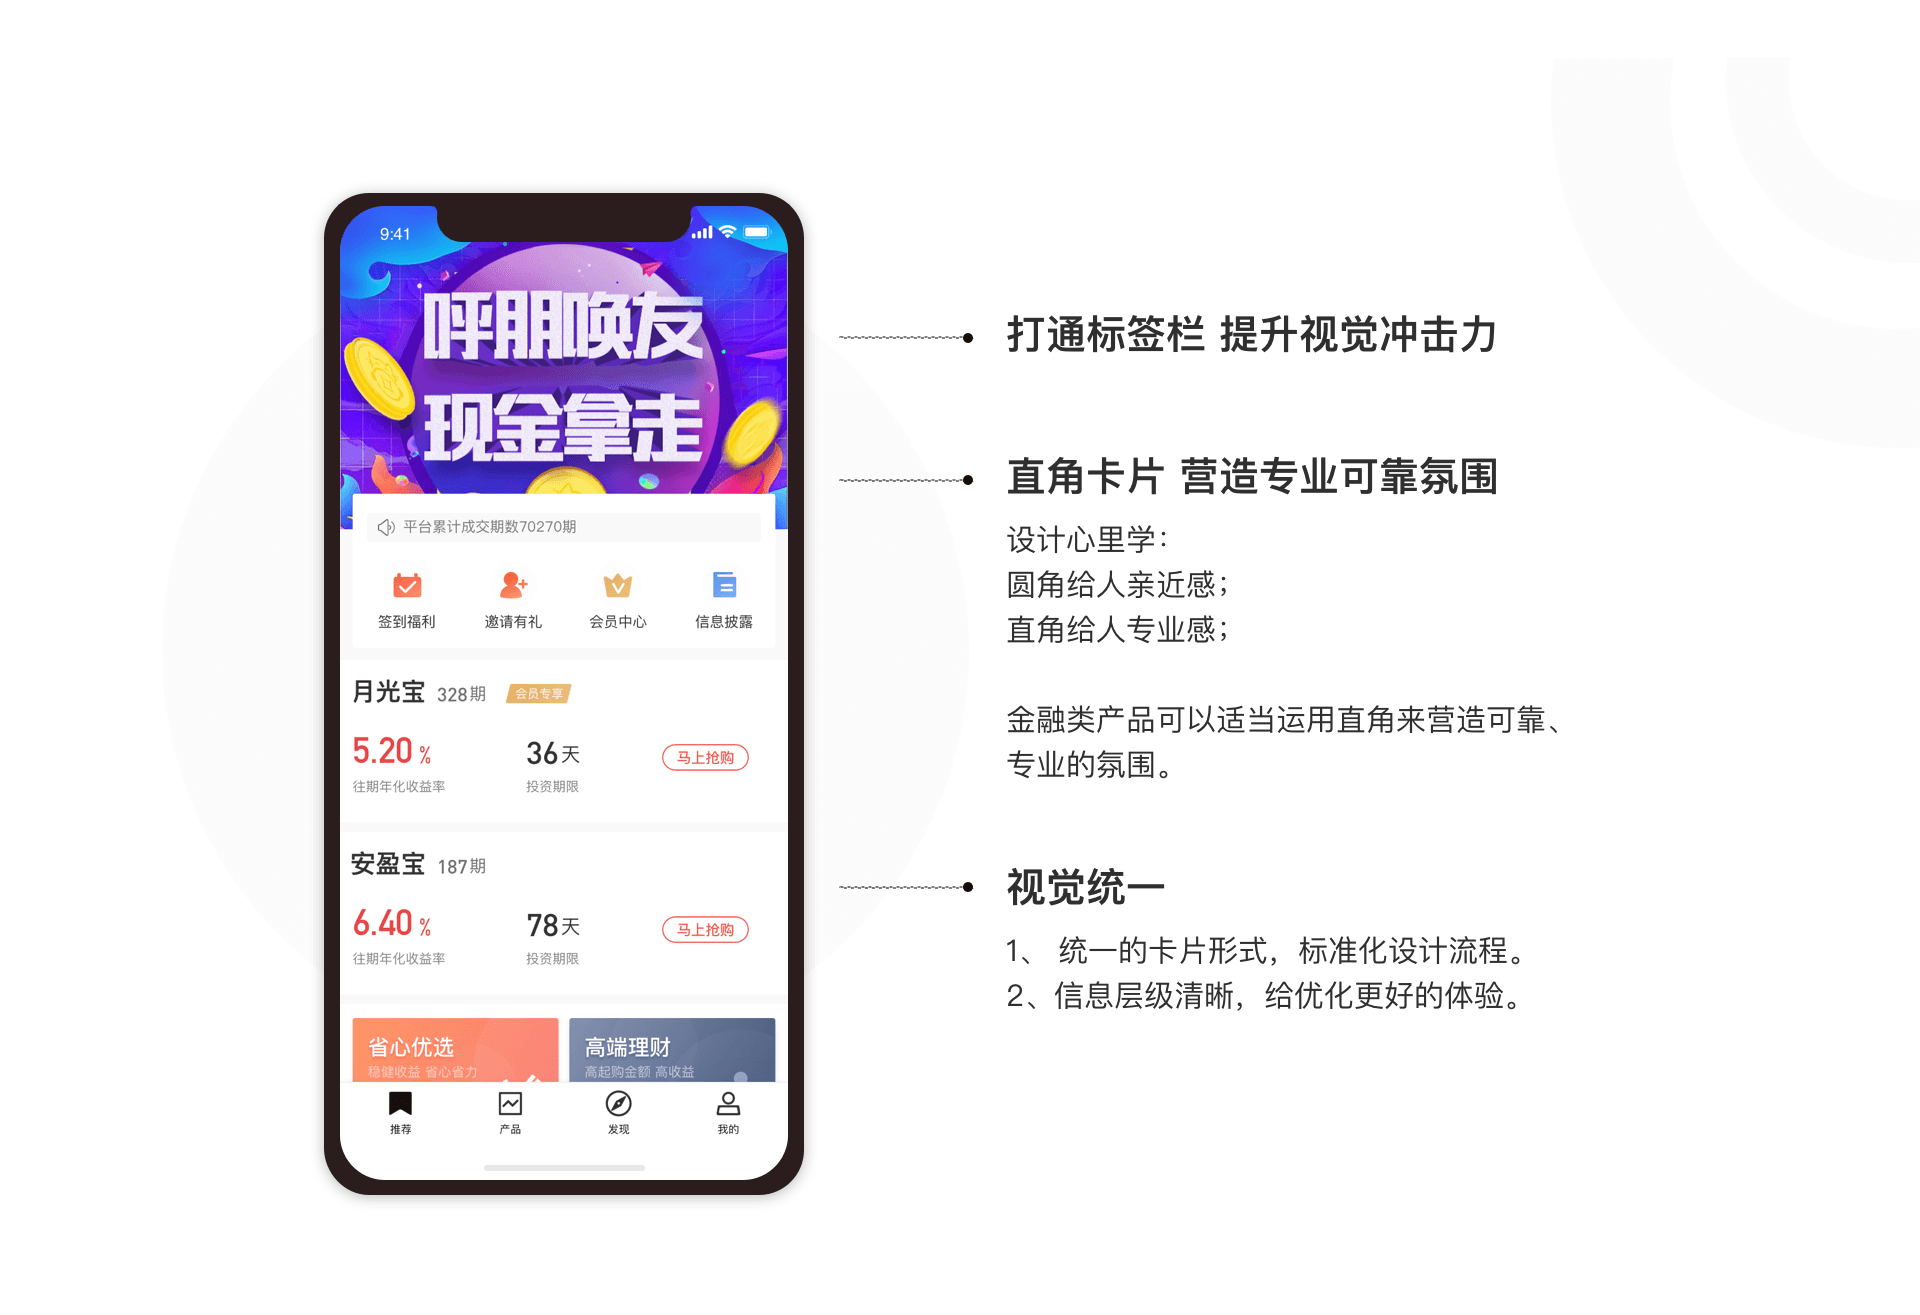 9:41
呼朋唤友
现金拿走
平台累计成交期数70270期
签到福利 邀请有礼 会员中心 信息披露
月光宝 328期 会员专享
5.20 % 36天 马上抢购
往期年化收益率 投资期限
安盈宝 187期
6.40 % 78天 马上抢购
往期年化收益率 投资期限
省心优选 高端理财
稳健收益 省心省力 高起购金额 高收益
推荐 产品 发现 我的
打通标签栏 提升视觉冲击力
直角卡片 营造专业可靠氛围
设计心里学：
圆角给人亲近感；
直角给人专业感；
金融类产品可以适当运用直角来营造可靠、
专业的氛围。
视觉统一
1、 统一的卡片形式，标准化设计流程。
2、信息层级清晰，给优化更好的体验。